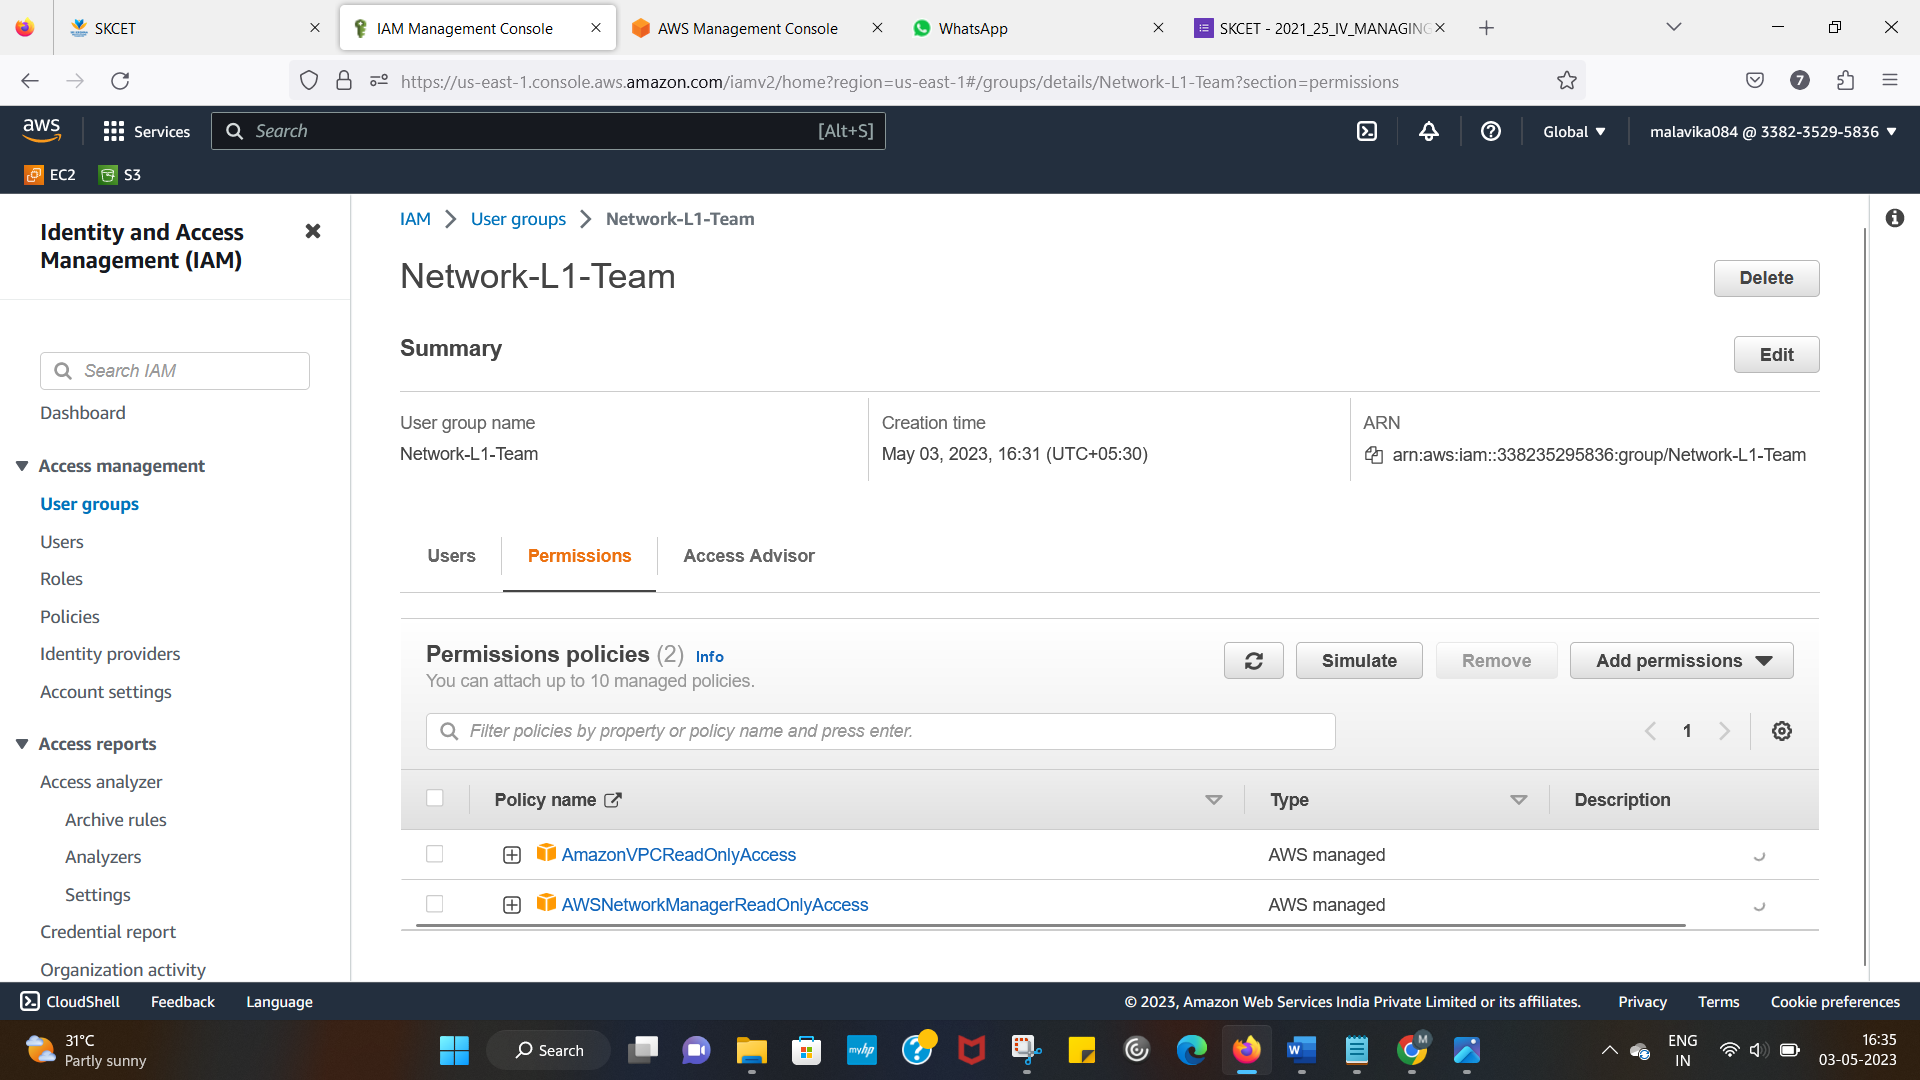 SKCET
IAM Management Console
AWS Management Console
WhatsApp
SKCET - 2021_25_IV_MANAGING
https://us-east-1.console.aws.amazon.com/iamv2/home?region=us-east-1#/groups/details/Network-L1-Team?section=permissions
7
aws
Services
Search
[Alt+S]
Global
malavika084 @ 3382-3529-5836
EC2
S3
Identity and Access Management (IAM)
Search IAM
Dashboard
Access management
User groups
Users
Roles
Policies
Identity providers
Account settings
Access reports
Access analyzer
Archive rules
Analyzers
Settings
Credential report
Organization activity
IAM
User groups
Network-L1-Team
Network-L1-Team
Delete
Summary
Edit
User group name
Network-L1-Team
Creation time
May 03, 2023, 16:31 (UTC+05:30)
ARN
arn:aws:iam::338235295836:group/Network-L1-Team
Users
Permissions
Access Advisor
Permissions policies (2) Info
You can attach up to 10 managed policies.
Simulate
Remove
Add permissions
Filter policies by property or policy name and press enter.
1
Policy name
Type
Description
AmazonVPCReadOnlyAccess
AWS managed
AWSNetworkManagerReadOnlyAccess
AWS managed
CloudShell
Feedback
Language
© 2023, Amazon Web Services India Private Limited or its affiliates.
Privacy
Terms
Cookie preferences
31°C
Partly sunny
Search
myhp
M
ENG
IN
16:35
03-05-2023